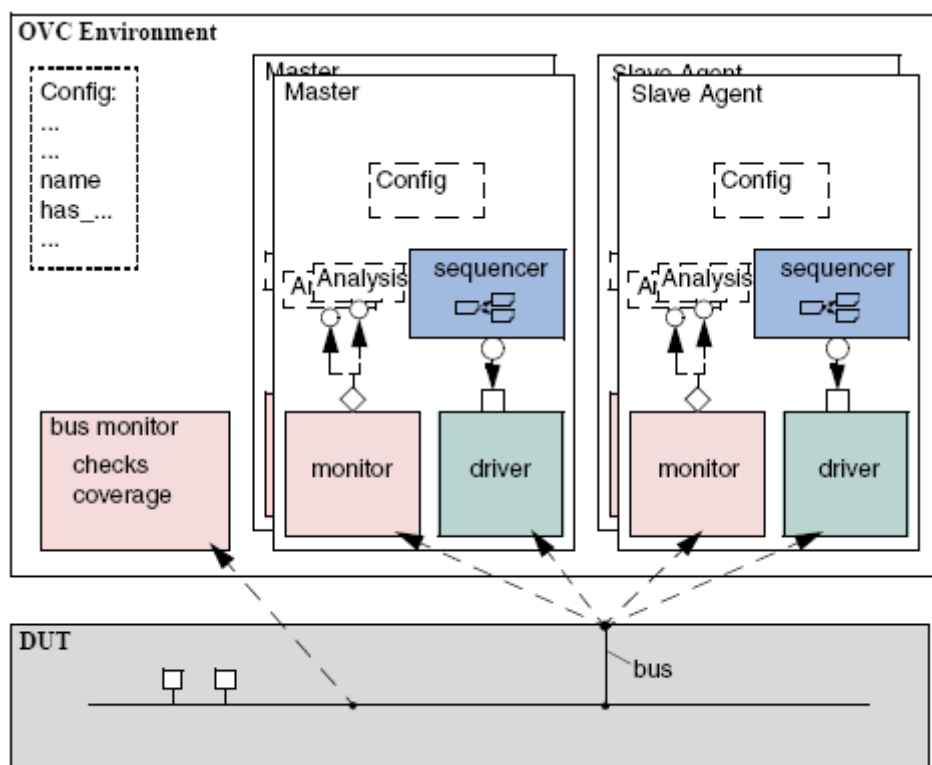 OVC Environment
Config:
...
...
name
has_...
...
Master
Master
Config
Analysis
sequencer
monitor
driver
Slave Agent
Slave Agent
Config
Analysis
sequencer
monitor
driver
bus monitor
checks
coverage
DUT
bus